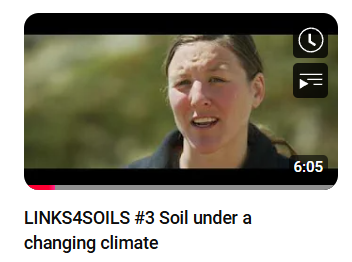 6:05
LINKS4SOILS #3 Soil under a
changing climate